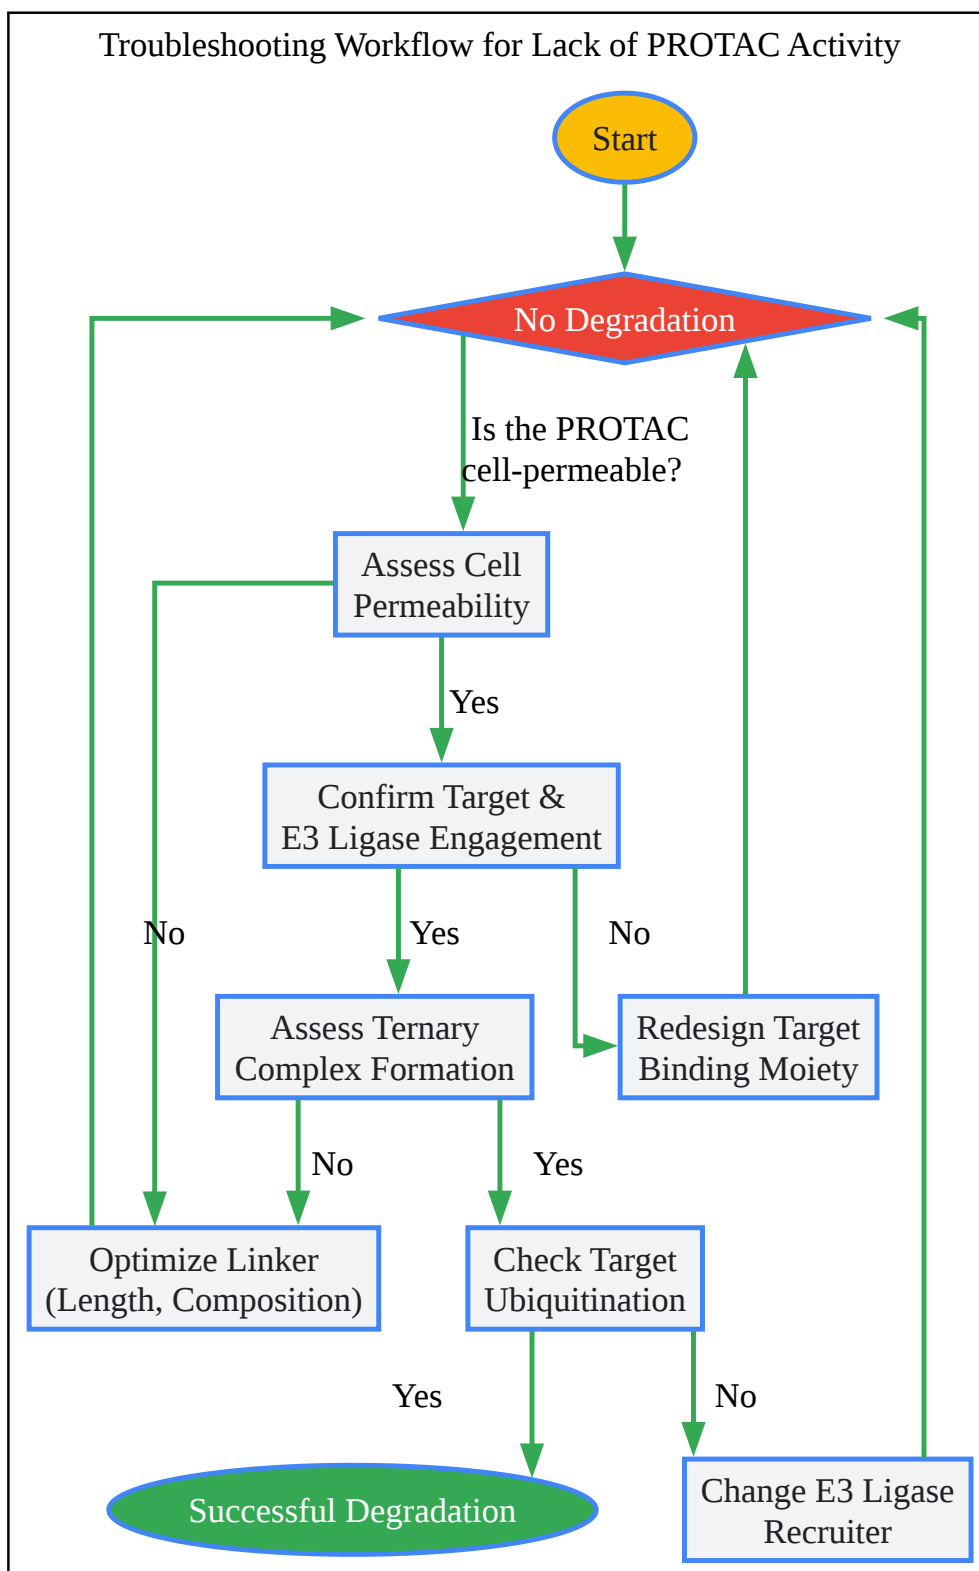 Troubleshooting Workflow for Lack of PROTAC Activity
Start
No Degradation
Is the PROTAC
cell-permeable?
Assess Cell
Permeability
Yes
Confirm Target &
E3 Ligase Engagement
No
Yes
No
Assess Ternary
Complex Formation
Redesign Target
Binding Moiety
No
Yes
Optimize Linker
(Length, Composition)
Check Target
Ubiquitination
Yes
No
Successful Degradation
Change E3 Ligase
Recruiter